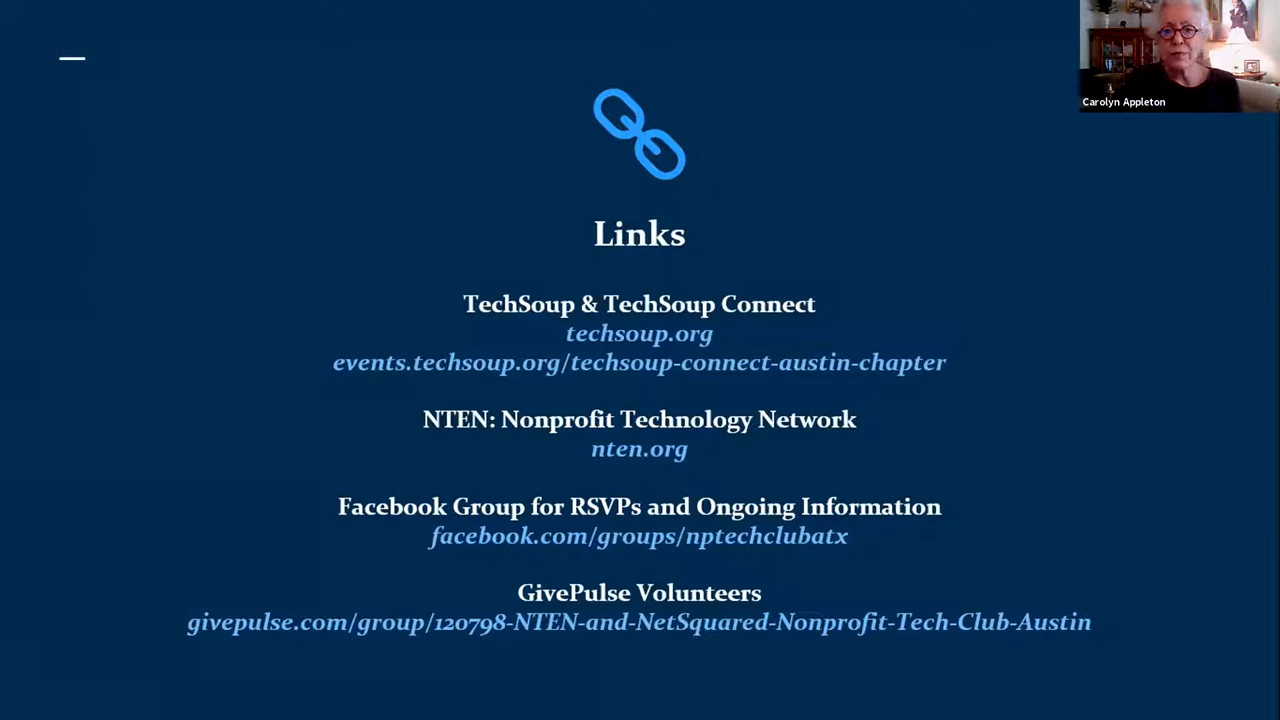 Carolyn Appleton
Links
TechSoup & TechSoup Connect
techsoup.org
events.techsoup.org/techsoup-connect-austin-chapter
NTEN: Nonprofit Technology Network
nten.org
Facebook Group for RSVPs and Ongoing Information
facebook.com/groups/nptechclubatx
GivePulse Volunteers
givepulse.com/group/120798-NTEN-and-NetSquared-Nonprofit-Tech-Club-Austin